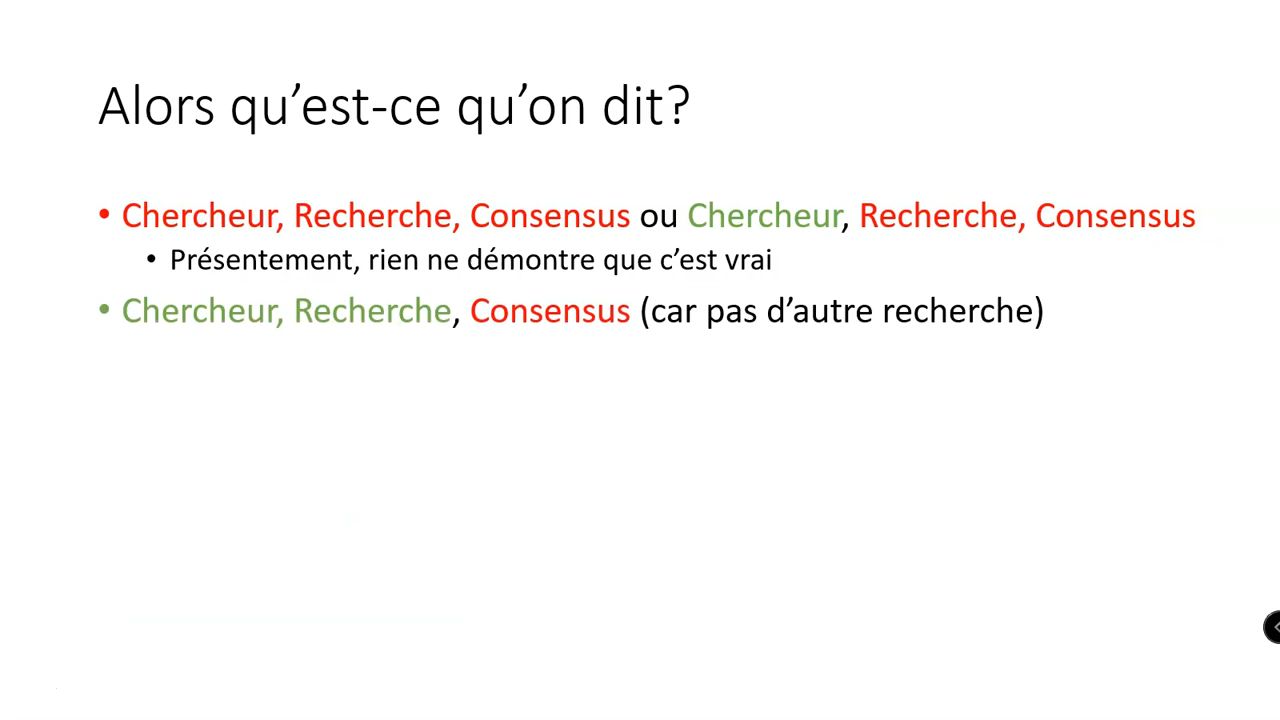 Alors qu’est-ce qu’on dit?
• Chercheur, Recherche, Consensus ou Chercheur, Recherche, Consensus
• Présentement, rien ne démontre que c’est vrai
• Chercheur, Recherche, Consensus (car pas d’autre recherche)